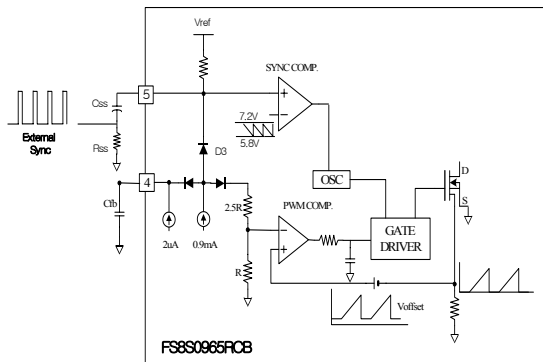 Vref
SYNC COMP.
5
Css
+
−
7.2V
5.8V
External
Sync
Rss
D3
OSC
D
S
4
Cfb
2.5R
PWM COMP.
−
+
GATE
DRIVER
2uA
0.9mA
R
Voffset
FS8S0965RCB